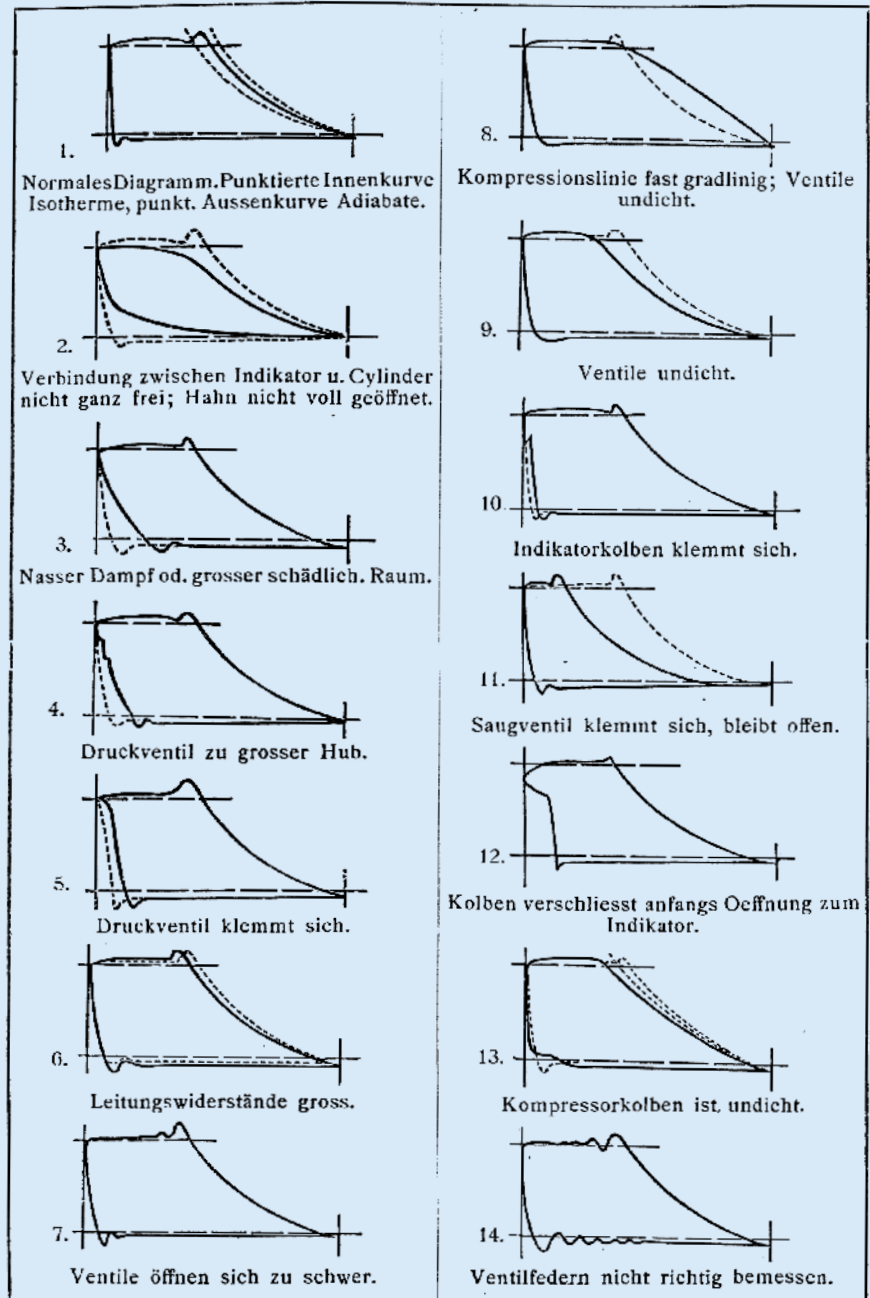 1.
NormalesDiagramm.Punktierte Innenkurve
Isotherme, punkt. Aussenkurve Adiabate.
2.
Verbindung zwischen Indikator u. Cylinder
nicht ganz frei; Hahn nicht voll geöffnet.
3.
Nasser Dampf od. grosser schädlich. Raum.
4.
Druckventil zu grosser Hub.
5.
Druckventil klemmt sich.
6.
Leitungswiderstände gross.
7.
Ventile öffnen sich zu schwer.
8.
Kompressionslinie fast gradlinig; Ventile
undicht.
9.
Ventile undicht.
10.
Indikatorkolben klemmt sich.
11.
Saugventil klemmt sich, bleibt offen.
12.
Kolben verschliesst anfangs Oeffnung zum
Indikator.
13.
Kompressorkolben ist, undicht.
14.
Ventilfedern nicht richtig bemessen.